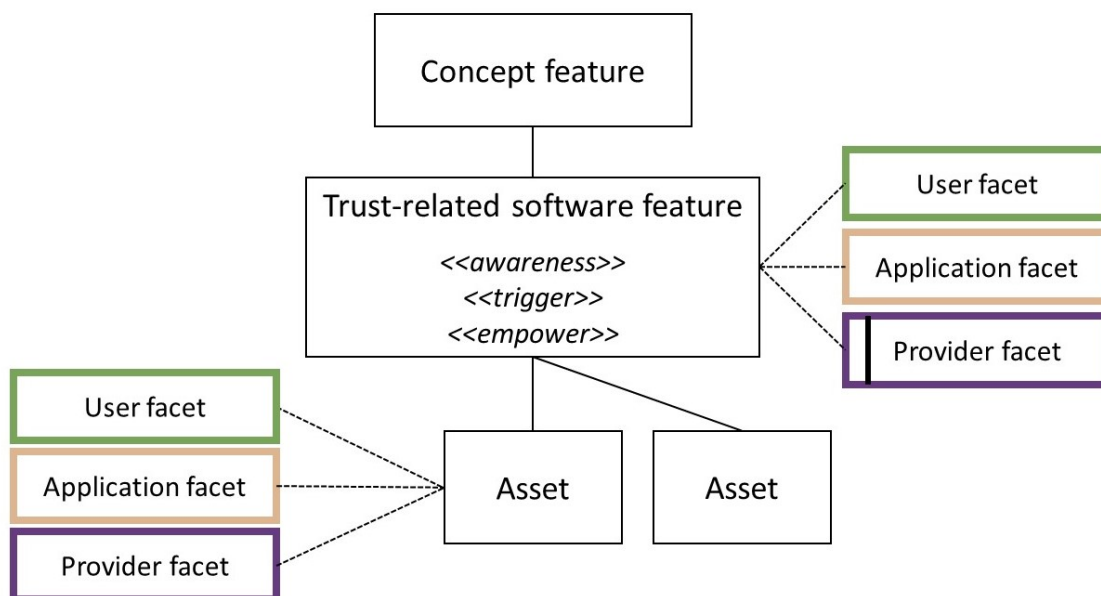 Concept feature
Trust-related software feature
<<awareness>>
<<trigger>>
<<empower>>
User facet
Application facet
Provider facet
User facet
Application facet
Provider facet
Asset
Asset